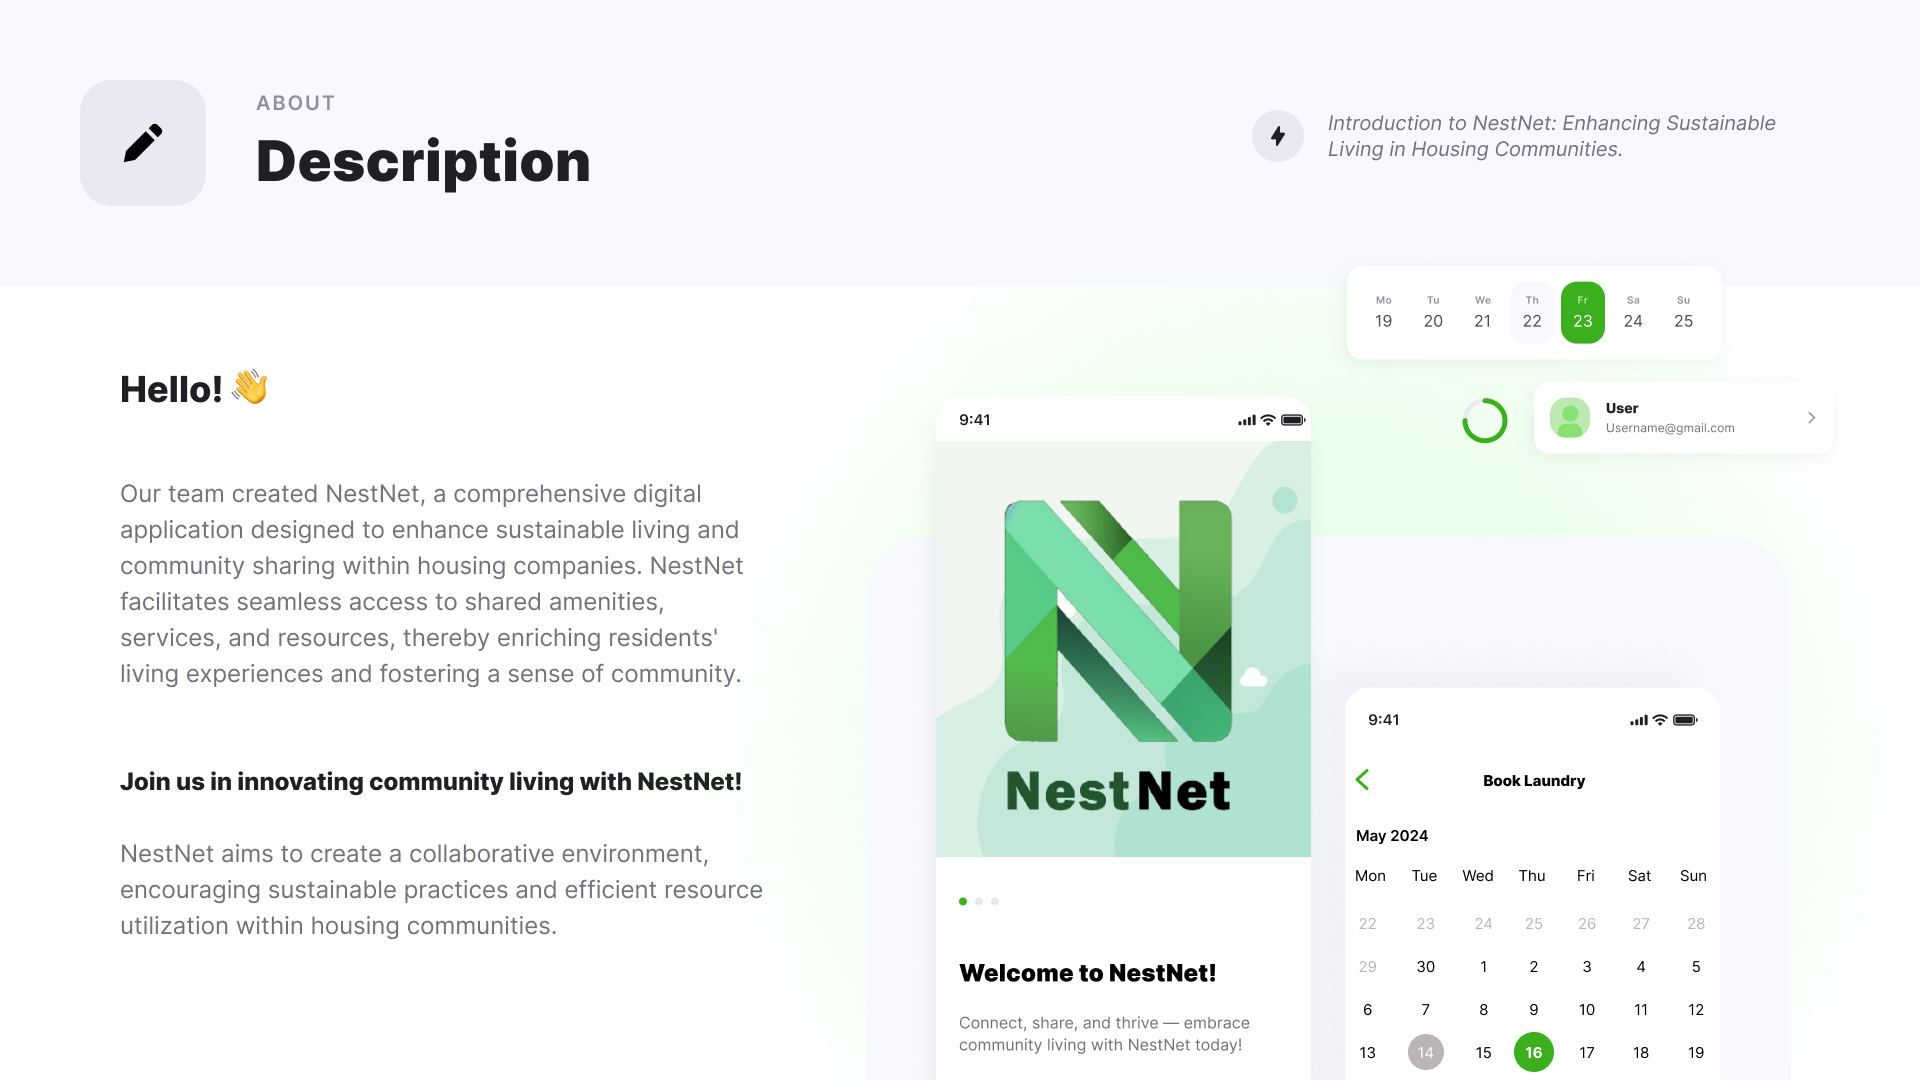 ABOUT
Description
Introduction to NestNet: Enhancing Sustainable
Living in Housing Communities.
Mo Tu We Th Fr Sa Su
19 20 21 22 23 24 25
User
Username@gmail.com
Hello! 👋
Our team created NestNet, a comprehensive digital
application designed to enhance sustainable living and
community sharing within housing companies. NestNet
facilitates seamless access to shared amenities,
services, and resources, thereby enriching residents'
living experiences and fostering a sense of community.
Join us in innovating community living with NestNet!
NestNet aims to create a collaborative environment,
encouraging sustainable practices and efficient resource
utilization within housing communities.
9:41
NestNet
Welcome to NestNet!
Connect, share, and thrive — embrace
community living with NestNet today!
9:41
Book Laundry
May 2024
Mon Tue Wed Thu Fri Sat Sun
22 23 24 25 26 27 28
29 30 1 2 3 4 5
6 7 8 9 10 11 12
13 14 15 16 17 18 19